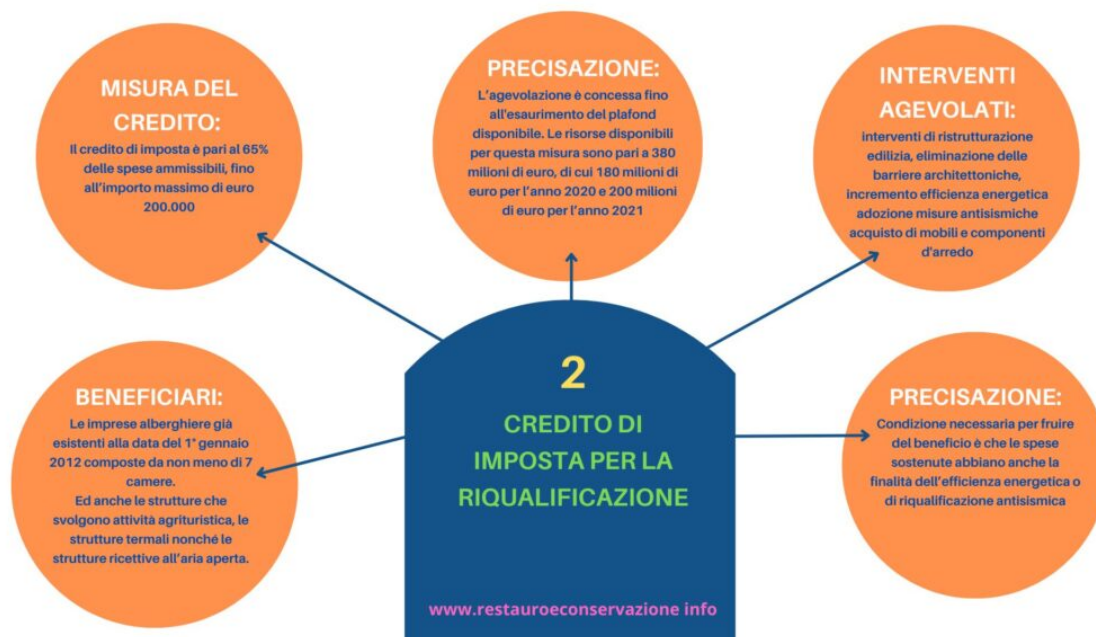 MISURA DEL
CREDITO:
Il credito di imposta è pari al 65%
delle spese ammissibili, fino
all'importo massimo di euro
200.000
PRECISAZIONE:
L'agevolazione è concessa fino
all'esaurimento del plafond
disponibile. Le risorse disponibili
per questa misura sono pari a 380
milioni di euro, di cui 180 milioni di
euro per l'anno 2020 e 200 milioni
di euro per l'anno 2021
INTERVENTI
AGEVOLATI:
interventi di ristrutturazione
edilizia, eliminazione delle
barriere architettoniche,
incremento efficienza energetica
adozione misure antisismiche
acquisto di mobili e componenti
d'arredo
BENEFICIARI:
Le imprese alberghiere già
esistenti alla data del 1° gennaio
2012 composte da non meno di 7
camere.
Ed anche le strutture che
svolgono attività agrituristica, le
strutture termali nonché le
strutture ricettive all'aria aperta.
2
CREDITO DI
IMPOSTA PER LA
RIQUALIFICAZIONE
www.restauroeconservazione info
PRECISAZIONE:
Condizione necessaria per fruire
del beneficio è che le spese
sostenute abbiano anche la
finalità dell'efficienza energetica o
di riqualificazione antisismica